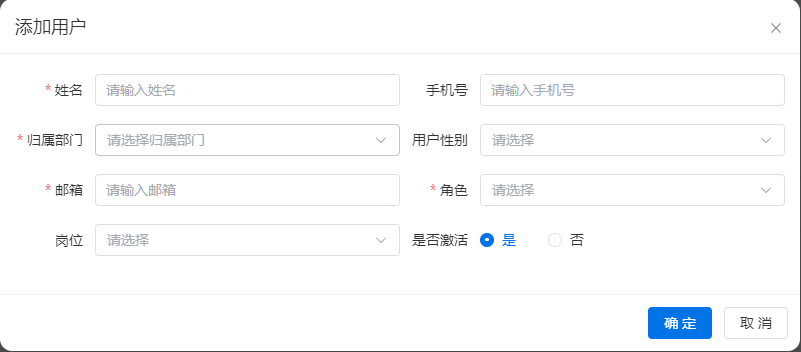 添加用户
* 姓名 请输入姓名 手机号 请输入手机号
* 归属部门 请选择归属部门 用户性别 请选择
* 邮箱 请输入邮箱 * 角色 请选择
岗位 请选择 是否激活 是 否
确 定 取 消